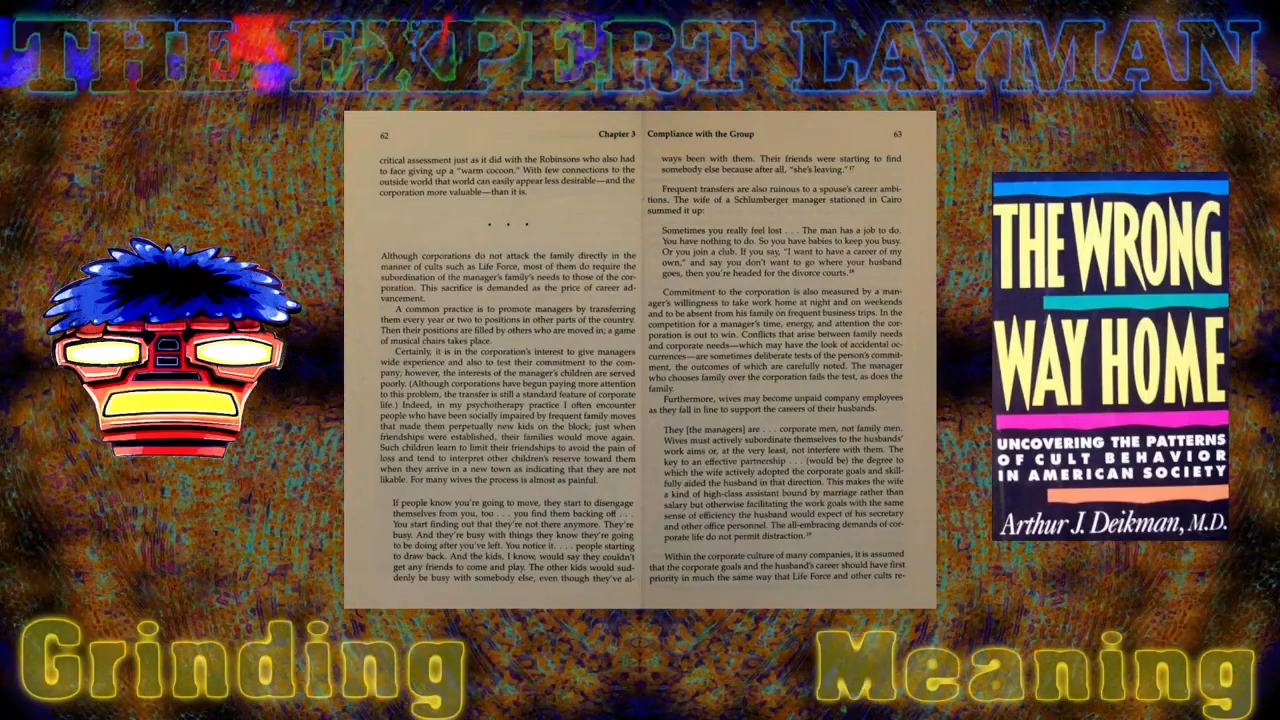 THE EXPERT LAYMAN
62 Chapter 3
critical assessment just as it did with the Robinsons who also had
to face giving up a “warm cocoon.” With few connections to the
outside world that world can easily appear less desirable—and the
corporation more valuable—than it is.
• • •
Although corporations do not attack the family directly in the
manner of cults such as Life Force, most of them do require the
subordination of the manager's family's needs to those of the cor-
poration. This sacrifice is demanded as the price of career ad-
vancement.
A common practice is to promote managers by transferring
them every year or two to positions in other parts of the country.
Then their positions are filled by others who are moved in; a game
of musical chairs takes place.
Certainly, it is in the corporation's interest to give managers
wide experience and also to test their commitment to the com-
pany; however, the interests of the manager's children are served
poorly. (Although corporations have begun paying more attention
to this problem, the transfer is still a standard feature of corporate
life.) Indeed, in my psychotherapy practice I often encounter
people who have been socially impaired by frequent family moves
that made them perpetually new kids on the block; just when
friendships were established, their families would move again.
Such children learn to limit their friendships to avoid the pain of
loss and tend to interpret other children's reserve toward them
when they arrive in a new town as indicating that they are not
likable. For many wives the process is almost as painful.
If people know you're going to move, they start to disengage
themselves from you, too . . . you find them backing off . . .
You start finding out that they're not there anymore. They're
busy. And they're busy with things they know they're going
to be doing after you've left. You notice it. . . . people starting
to draw back. And the kids, I know, would say they couldn't
get any friends to come and play. The other kids would sud-
denly be busy with somebody else, even though they've al-
Compliance with the Group 63
ways been with them. Their friends were starting to find
somebody else because after all, “she's leaving.”17
Frequent transfers are also ruinous to a spouse's career ambi-
tions. The wife of a Schlumberger manager stationed in Cairo
summed it up:
Sometimes you really feel lost . . . The man has a job to do.
You have nothing to do. So you have babies to keep you busy.
Or you join a club. If you say, “I want to have a career of my
own,” and say you don't want to go where your husband
goes, then you're headed for the divorce courts.18
Commitment to the corporation is also measured by a man-
ager's willingness to take work home at night and on weekends
and to be absent from his family on frequent business trips. In the
competition for a manager's time, energy, and attention the cor-
poration is out to win. Conflicts that arise between family needs
and corporate needs—which may have the look of accidental oc-
currences—are sometimes deliberate tests of the person's commit-
ment, the outcomes of which are carefully noted. The manager
who chooses family over the corporation fails the test, as does the
family.
Furthermore, wives may become unpaid company employees
as they fall in line to support the careers of their husbands.
They [the managers] are . . . corporate men, not family men.
Wives must actively subordinate themselves to the husbands'
work aims or, at the very least, not interfere with them. The
key to an effective partnership . . . (would be) the degree to
which the wife actively adopted the corporate goals and skill-
fully aided the husband in that direction. This makes the wife
a kind of high-class assistant bound by marriage rather than
salary but otherwise facilitating the work goals with the same
sense of efficiency the husband would expect of his secretary
and other office personnel. The all-embracing demands of cor-
porate life do not permit distraction.19
Within the corporate culture of many companies, it is assumed
that the corporate goals and the husband's career should have first
priority in much the same way that Life Force and other cults re-
THE WRONG
WAY HOME
UNCOVERING THE PATTERNS
OF CULT BEHAVIOR
IN AMERICAN SOCIETY
Arthur J. Deikman, M.D.
Grinding
Meaning